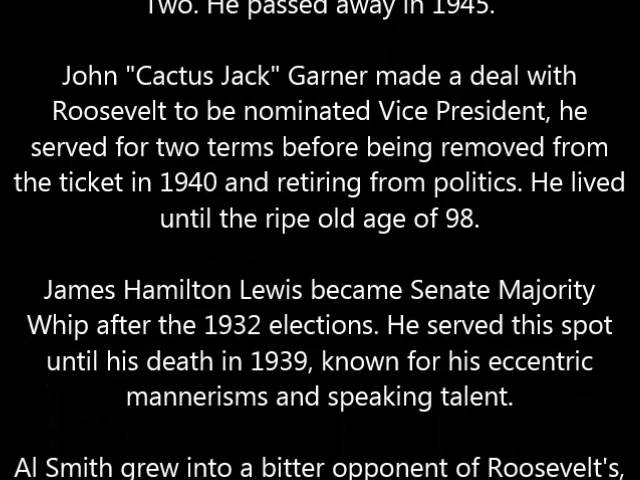 Two. He passed away in 1945.
John "Cactus Jack" Garner made a deal with
Roosevelt to be nominated Vice President, he
served for two terms before being removed from
the ticket in 1940 and retiring from politics. He lived
until the ripe old age of 98.
James Hamilton Lewis became Senate Majority
Whip after the 1932 elections. He served this spot
until his death in 1939, known for his eccentric
mannerisms and speaking talent.
Al Smith grew into a bitter opponent of Roosevelt's,